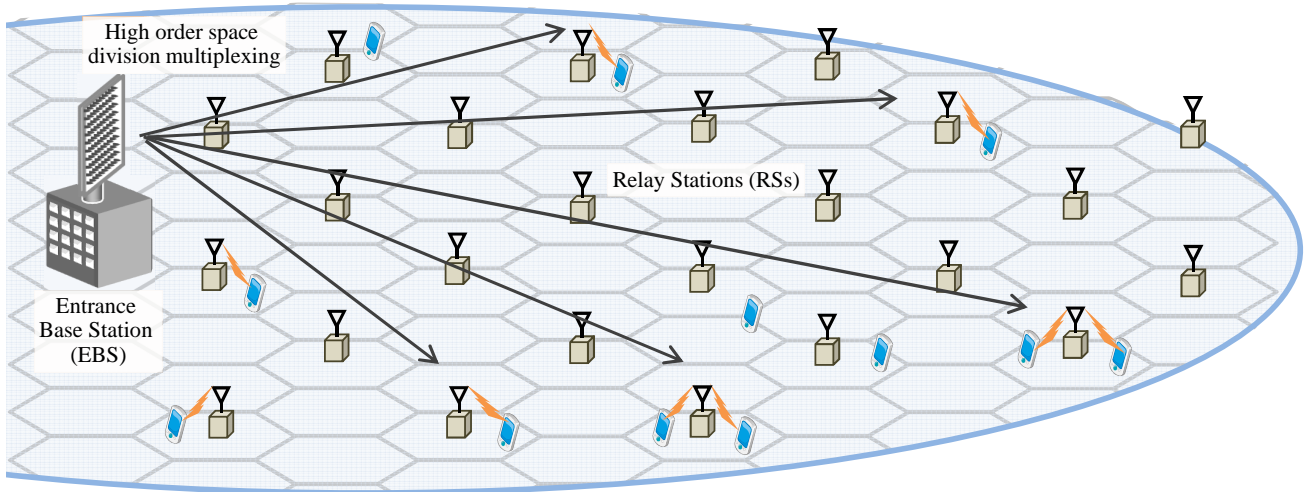 High order space
division multiplexing
Relay Stations (RSs)
Entrance
Base Station
(EBS)